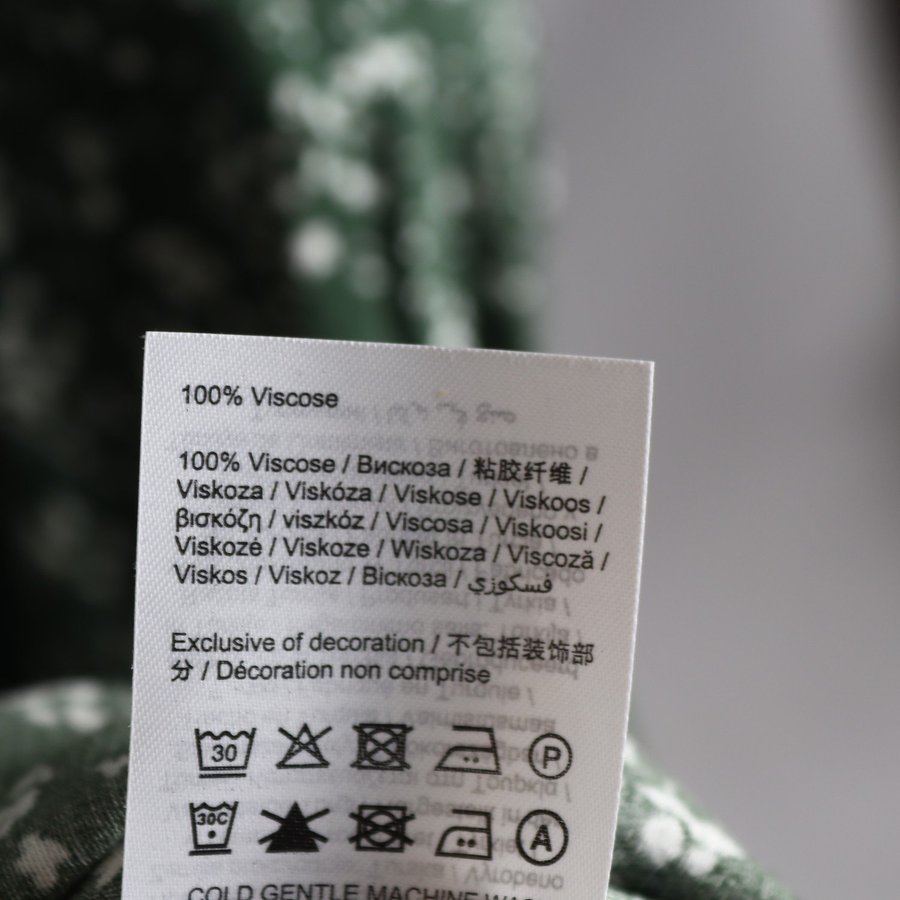 100% Viscose
100% Viscose / Вискоза / 粘胶纤维 /
Viskoza / Viskóza / Viskose / Viskoos /
βισκόζη / viszkóz / Viscosa / Viskoosi /
Viskozė / Viskoze / Wiskoza / Viscoză /
Viskos / Viskoz / Віскоза / فسكوزي
Exclusive of decoration / 不包括装饰部
分 / Décoration non comprise
30 P
30C A
COLD GENTLE MACHINE